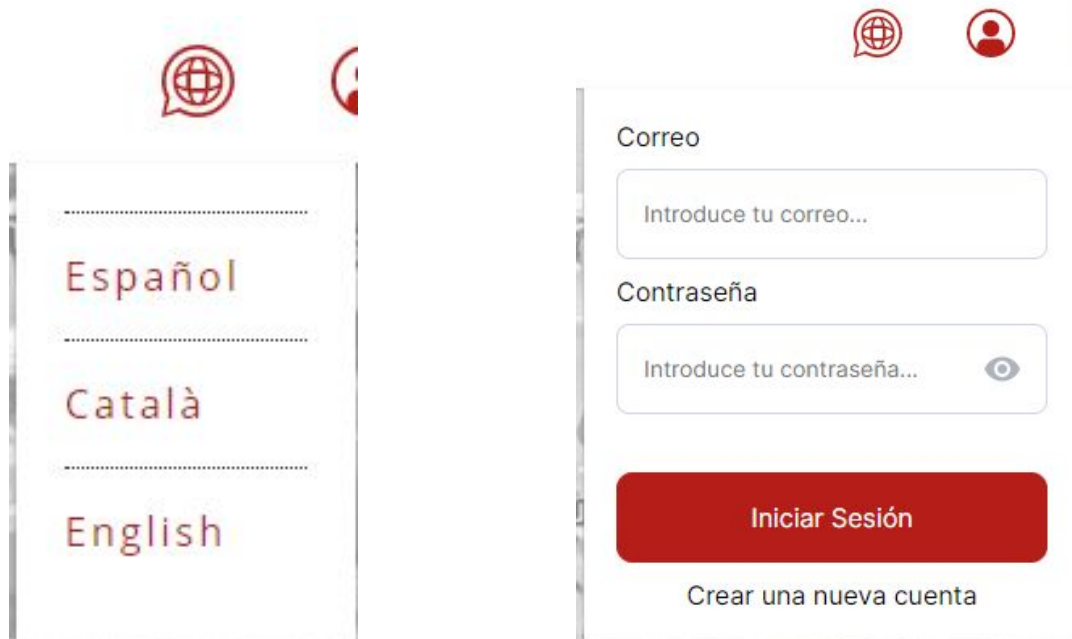 Español
Català
English
Correo
Introduce tu correo...
Contraseña
Introduce tu contraseña...
Iniciar Sesión
Crear una nueva cuenta